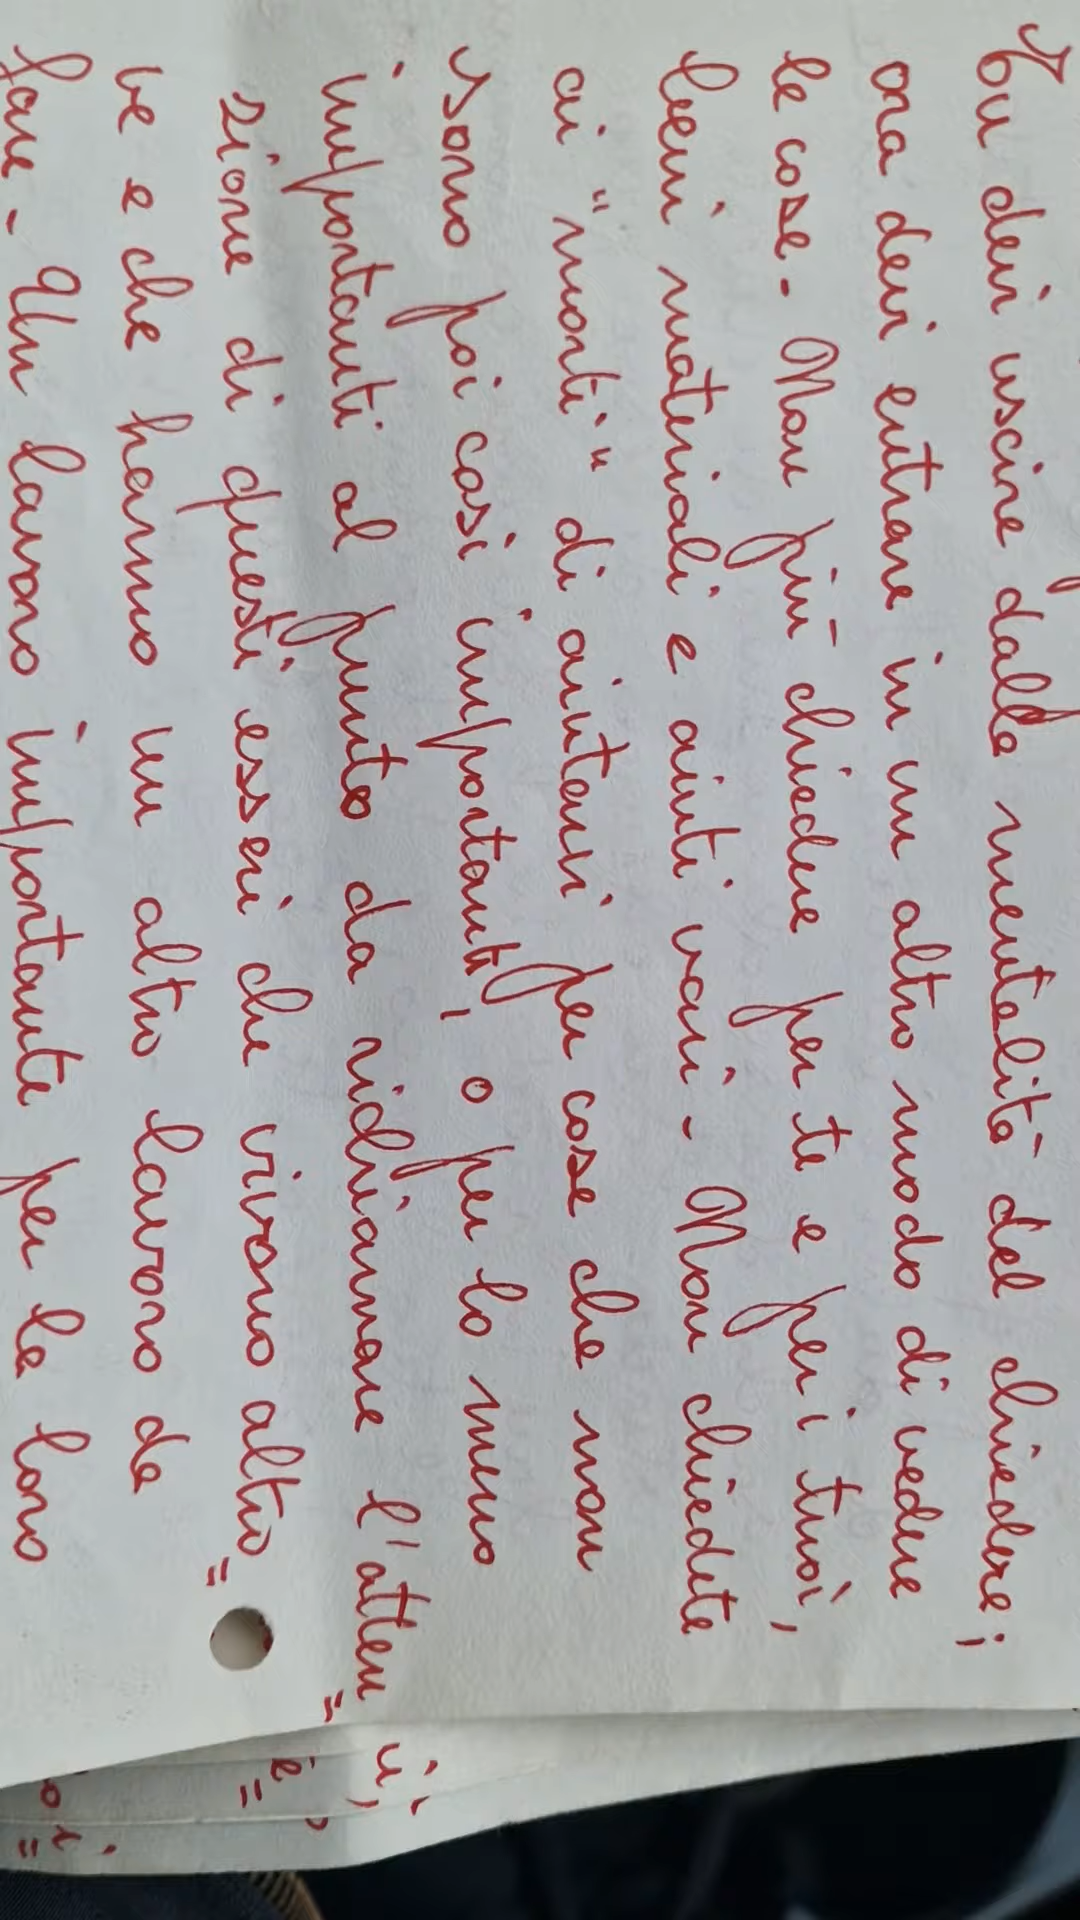 Tu devi uscire dalla mentalità del chiedere;
ora devi entrare in un altro modo di vedere
le cose. Non più chiedere per te e per i tuoi,
beni materiali e aiuti vari. Non chiedete
ai "morti" di aiutarvi per cose che non
sono poi così importanti, o per lo meno
importanti al punto da richiamare l'atten=
zione di questi esseri che vivono altro=
ve e che hanno un altro lavoro da
fare. Un lavoro importante per la loro